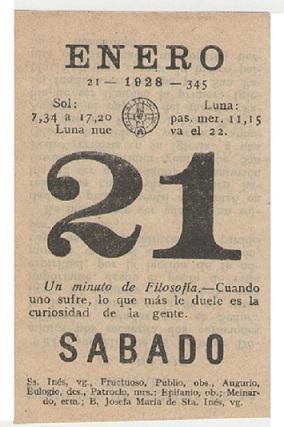 ENERO
21 — 1928 — 345
Sol: Luna:
7,34 a 17,20 pas. mer. 11,15
Luna nue va el 22.
21
Un minuto de Filosofía.—Cuando
uno sufre, lo que más le duele es la
curiosidad de la gente.
SABADO
Ss. Inés, vg., Fructuoso, Publio, obs., Augurio,
Eulogio, dcs., Patroclo, mrs.; Epifanio, ob.; Meinar-
do, erm.; B. Josefa María de Sta. Inés, vg.